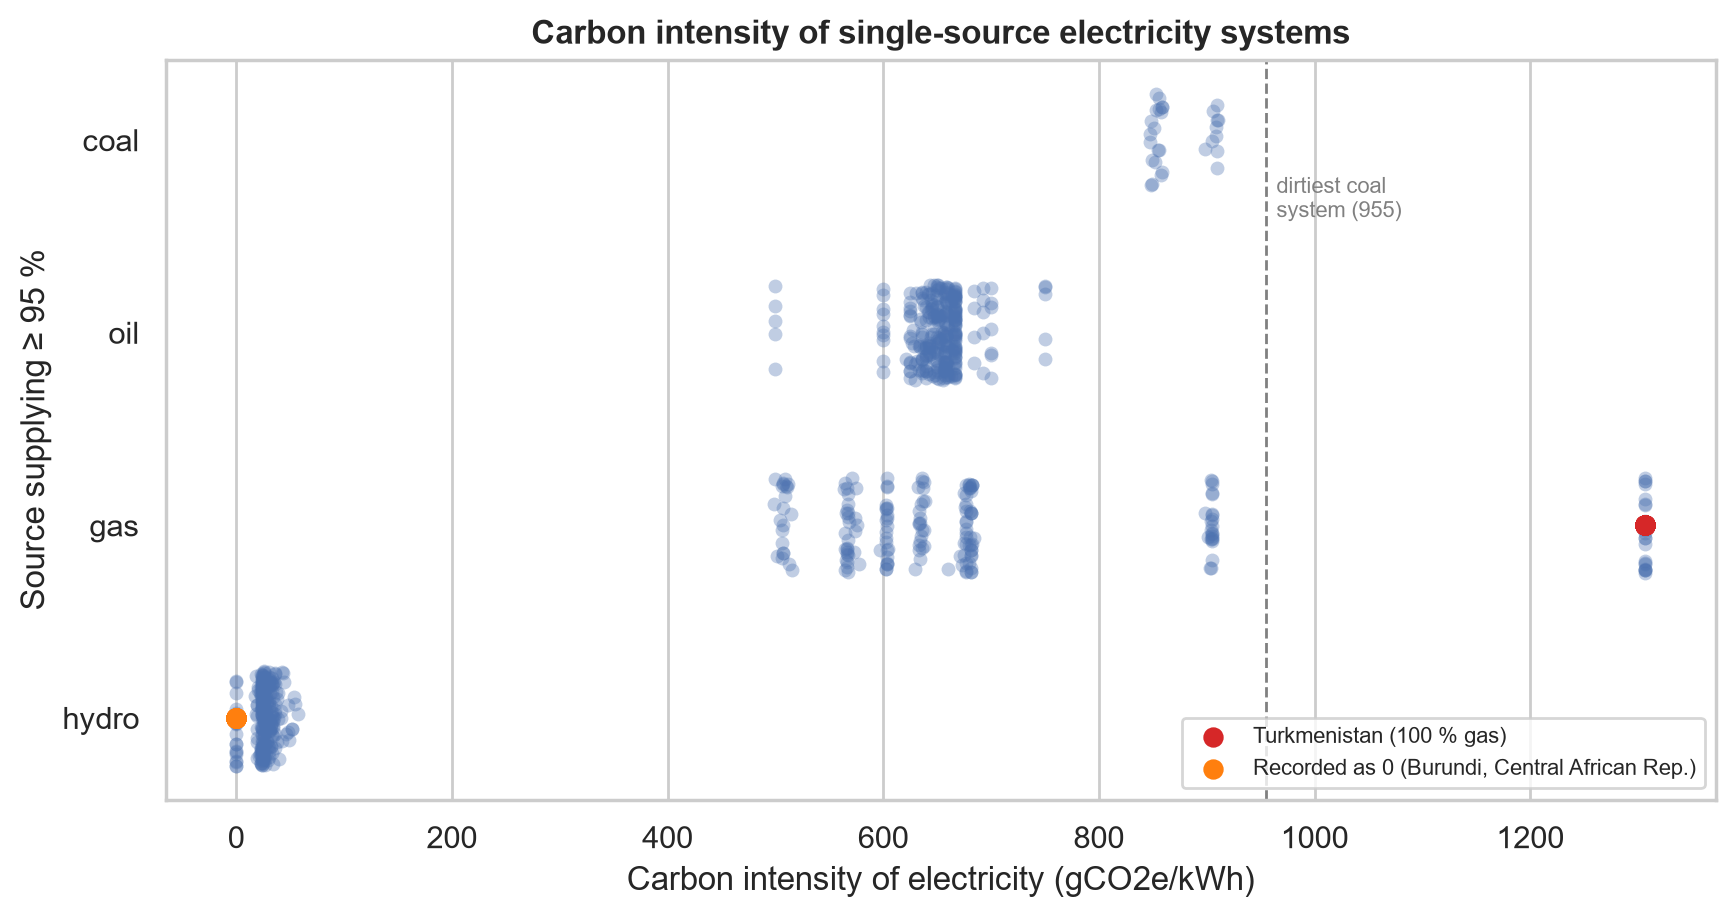 Carbon intensity of single-source electricity systems
Source supplying ≥ 95 %
coal
oil
gas
hydro
dirtiest coal
system (955)
Turkmenistan (100 % gas)
Recorded as 0 (Burundi, Central African Rep.)
0 200 400 600 800 1000 1200
Carbon intensity of electricity (gCO2e/kWh)